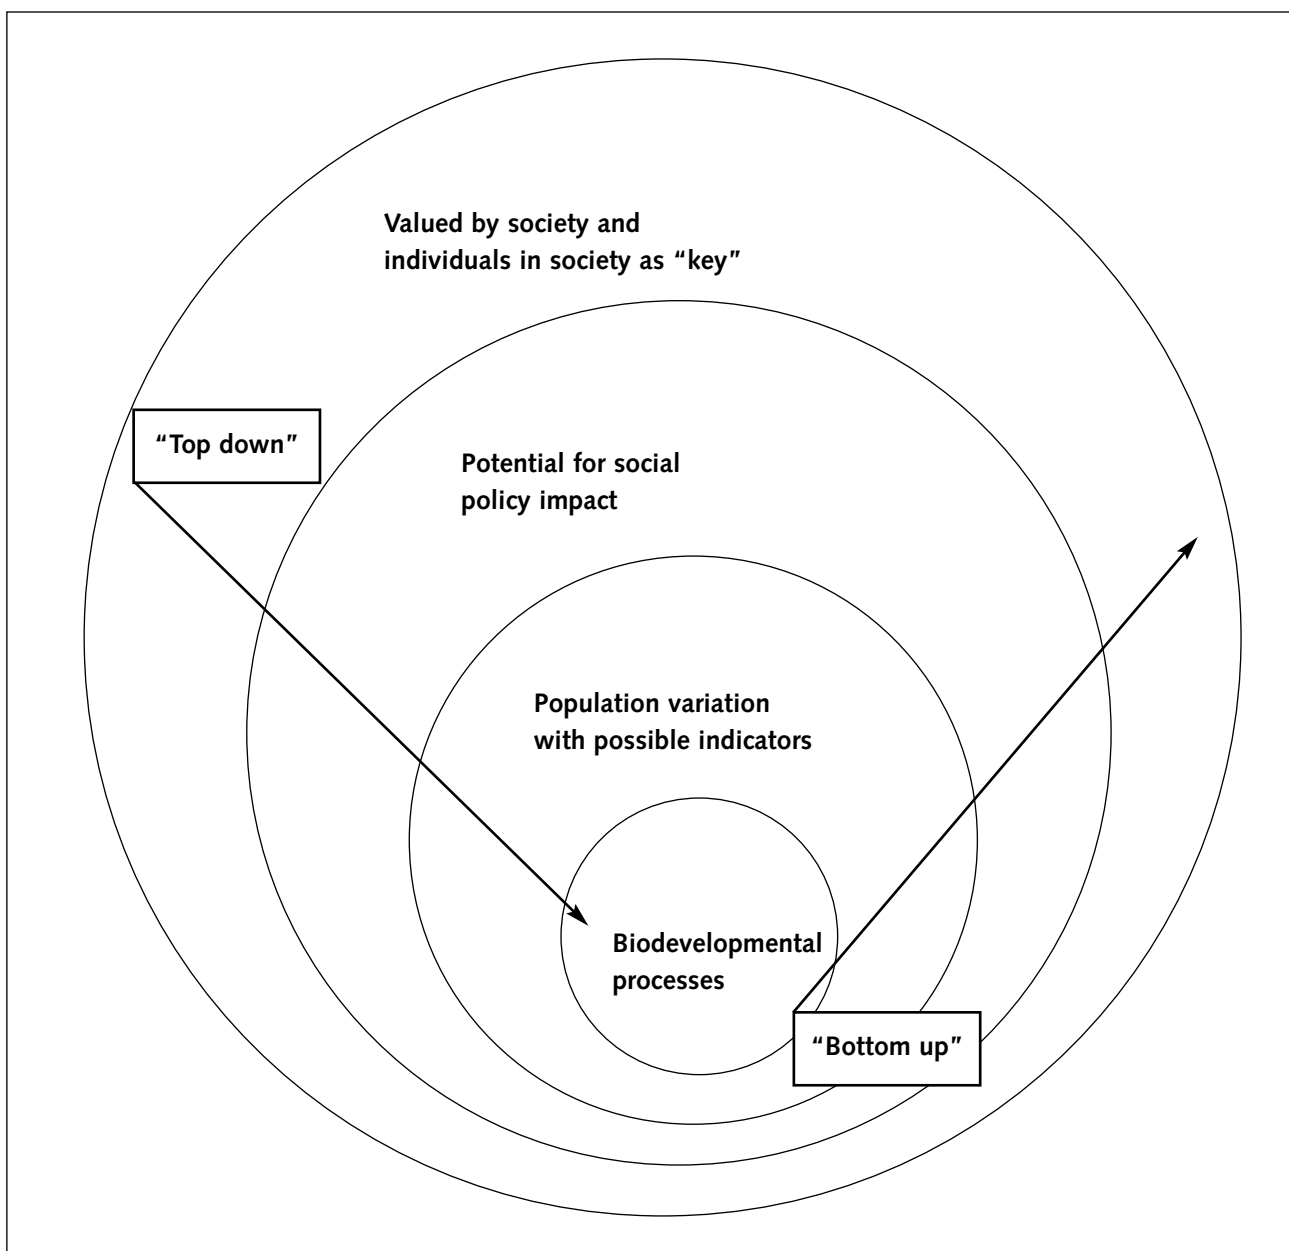 Valued by society and
individuals in society as “key”
“Top down”
Potential for social
policy impact
Population variation
with possible indicators
Biodevelopmental
processes
“Bottom up”